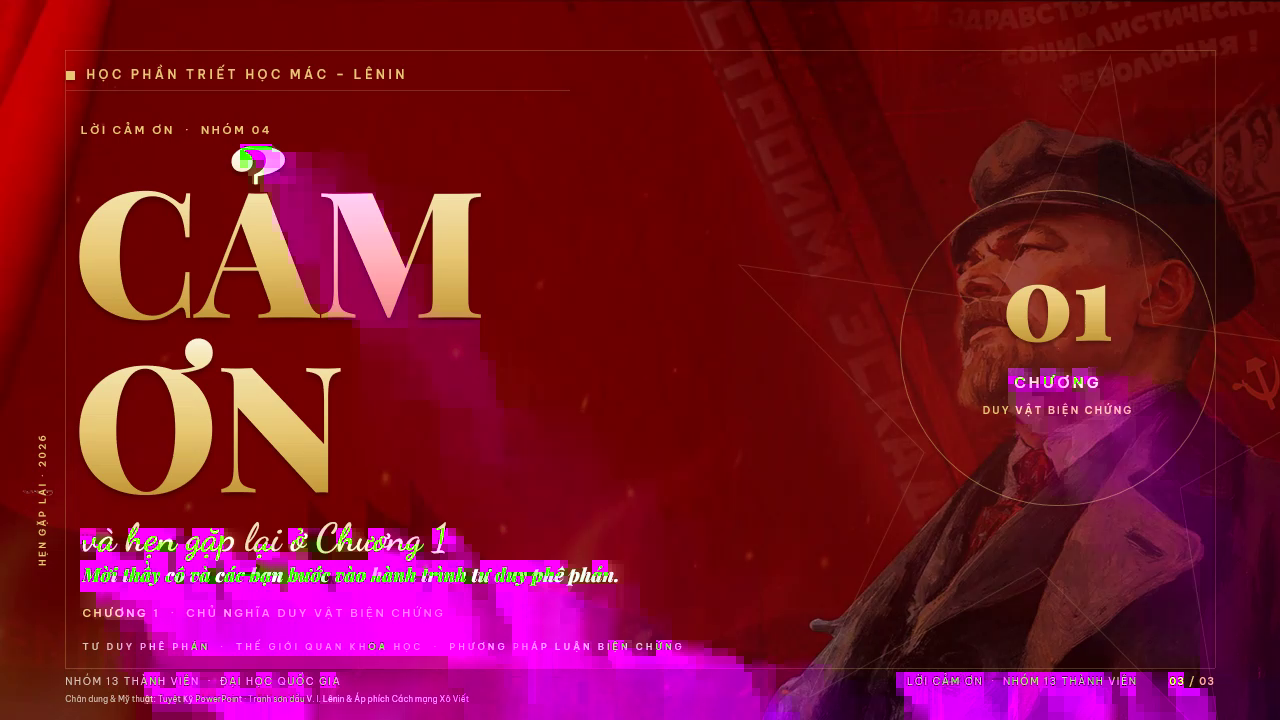 ЗДРАВСТВУЕТ
СОЦИАЛИСТИЧЕСКАЯ
РЕВОЛЮЦИЯ !
HỌC PHẦN TRIẾT HỌC MÁC – LÊNIN
LỜI CẢM ƠN · NHÓM 04
CẢM
ƠN
và hẹn gặp lại ở Chương 1
Mời thầy cô và các bạn bước vào hành trình tư duy phê phán.
CHƯƠNG 1 · CHỦ NGHĨA DUY VẬT BIỆN CHỨNG
TƯ DUY PHÊ PHÁN · THẾ GIỚI QUAN KHOA HỌC · PHƯƠNG PHÁP LUẬN BIỆN CHỨNG
01
CHƯƠNG
DUY VẬT BIỆN CHỨNG
HẸN GẶP LẠI · 2026
NHÓM 13 THÀNH VIÊN · ĐẠI HỌC QUỐC GIA
Chân dung & Mỹ thuật: Tuyệt Kỹ PowerPoint · Tranh sơn dầu V. I. Lênin & Áp phích Cách mạng Xô Viết
LỜI CẢM ƠN · NHÓM 13 THÀNH VIÊN
03 / 03